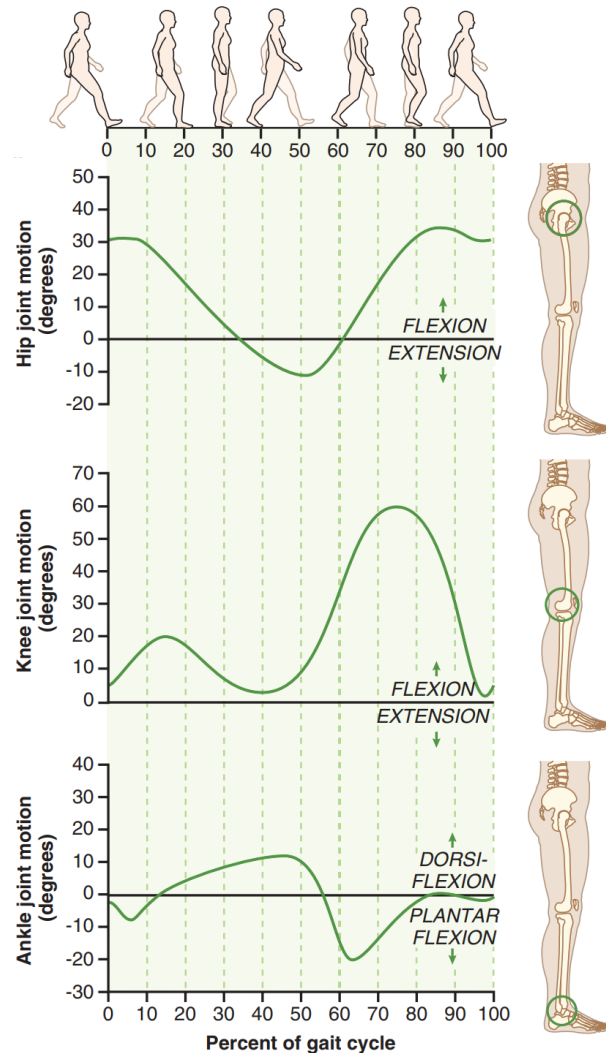 0 10 20 30 40 50 60 70 80 90 100
Hip joint motion
(degrees)
50
40
30
20
10
0
-10
-20
FLEXION
EXTENSION
Knee joint motion
(degrees)
70
60
50
40
30
20
10
0
FLEXION
EXTENSION
Ankle joint motion
(degrees)
40
30
20
10
0
-10
-20
-30
DORSI-
FLEXION
PLANTAR
FLEXION
0 10 20 30 40 50 60 70 80 90 100
Percent of gait cycle